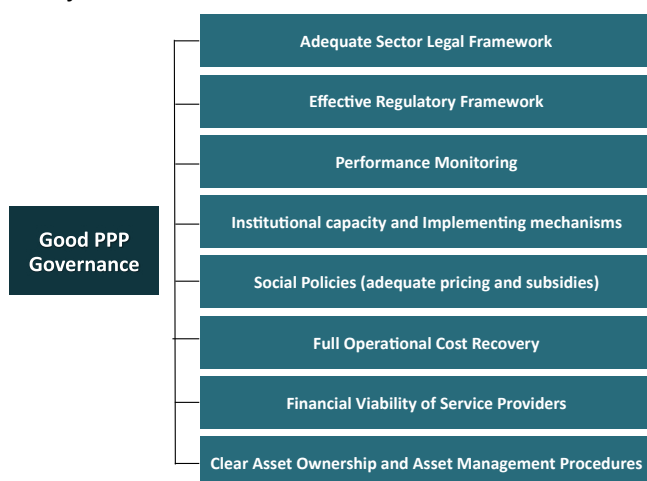 Adequate Sector Legal Framework
Effective Regulatory Framework
Performance Monitoring
Institutional capacity and Implementing mechanisms
Good PPP
Governance
Social Policies (adequate pricing and subsidies)
Full Operational Cost Recovery
Financial Viability of Service Providers
Clear Asset Ownership and Asset Management Procedures